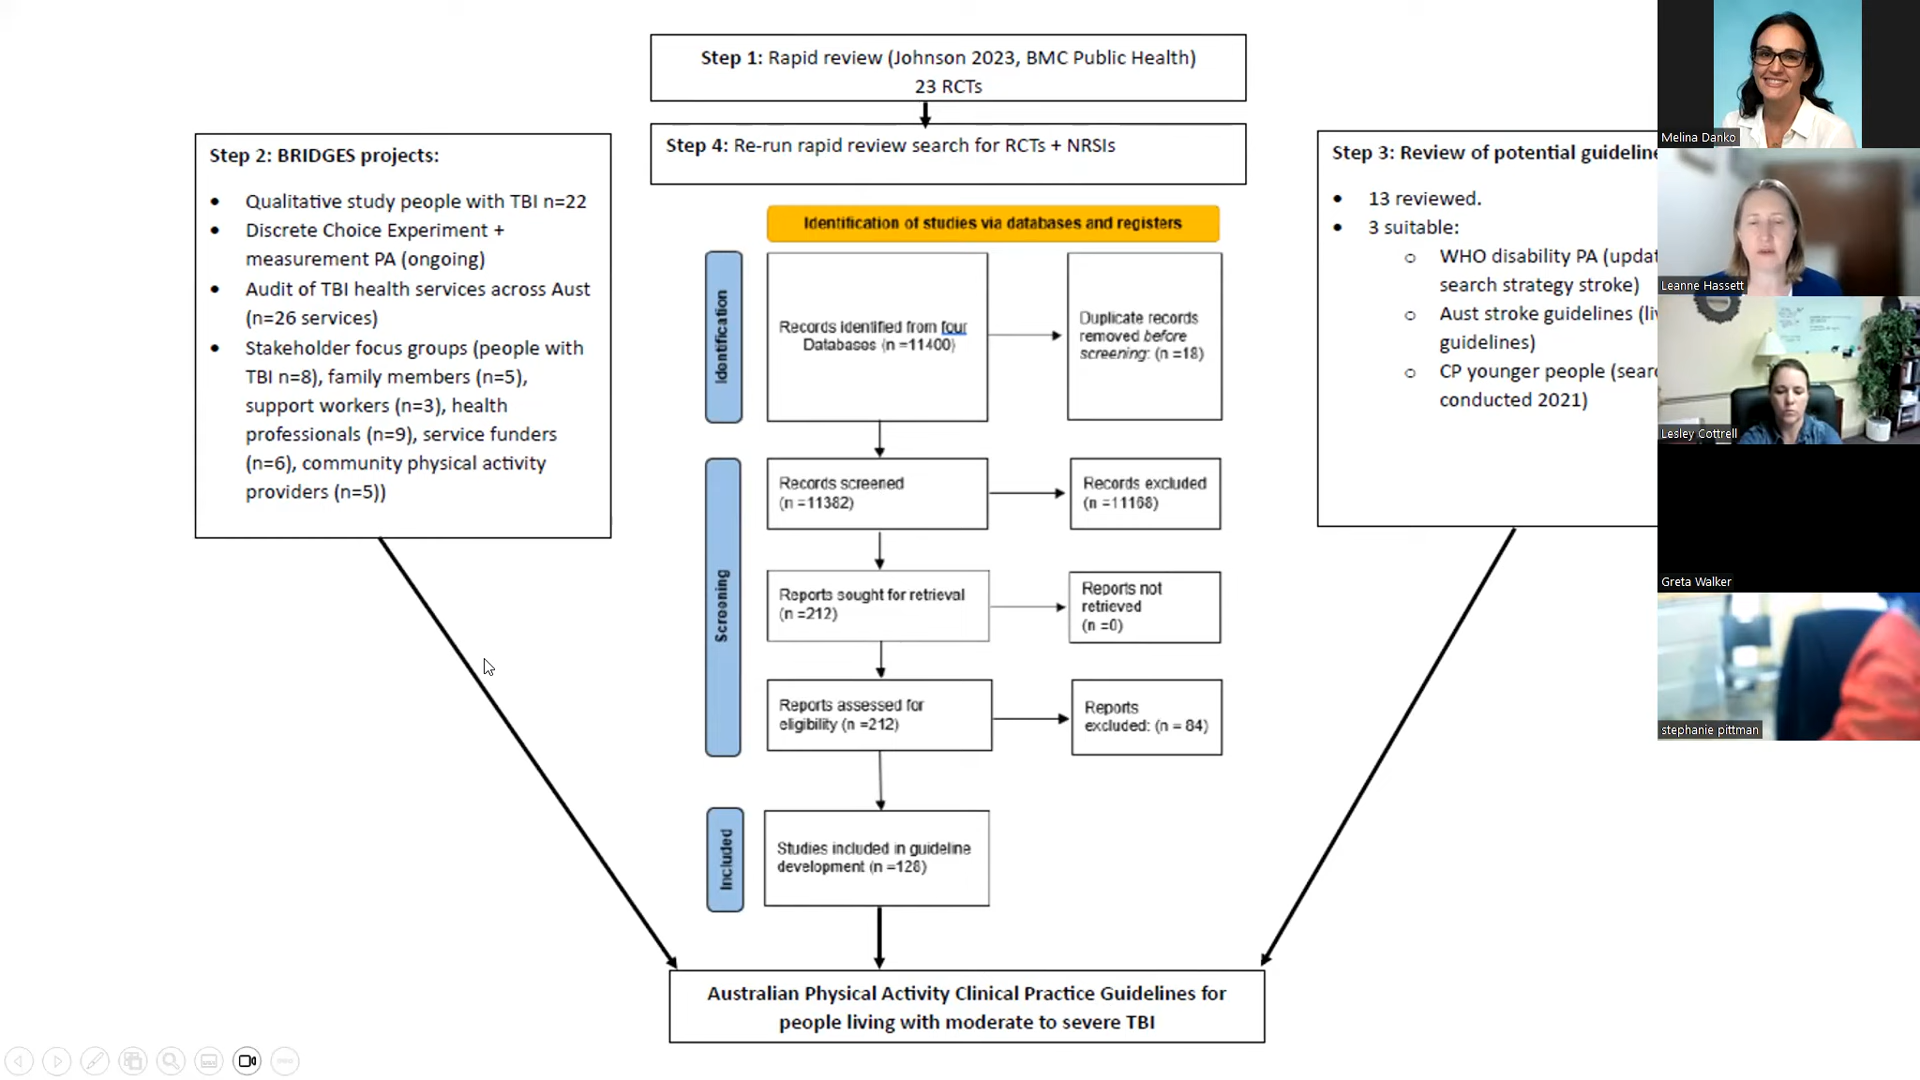 Step 1: Rapid review (Johnson 2023, BMC Public Health)
23 RCTs
Step 4: Re-run rapid review search for RCTs + NRSIs
Step 2: BRIDGES projects:
• Qualitative study people with TBI n=22
• Discrete Choice Experiment +
measurement PA (ongoing)
• Audit of TBI health services across Aust
(n=26 services)
• Stakeholder focus groups (people with
TBI n=8), family members (n=5),
support workers (n=3), health
professionals (n=9), service funders
(n=6), community physical activity
providers (n=5))
Identification of studies via databases and registers
Identification
Records identified from four
Databases (n =11400)
Duplicate records
removed before
screening: (n =18)
Screening
Records screened
(n =11382)
Records excluded
(n =11168)
Reports sought for retrieval
(n =212)
Reports not
retrieved
(n =0)
Reports assessed for
eligibility (n =212)
Reports
excluded: (n = 84)
Included
Studies included in guideline
development (n =128)
Step 3: Review of potential guideline
• 13 reviewed.
• 3 suitable:
o WHO disability PA (updat
search strategy stroke)
o Aust stroke guidelines (li
guidelines)
o CP younger people (sear
conducted 2021)
Australian Physical Activity Clinical Practice Guidelines for
people living with moderate to severe TBI
Melina Danko
Leanne Hassett
Lesley Cottrell
Greta Walker
stephanie pittman